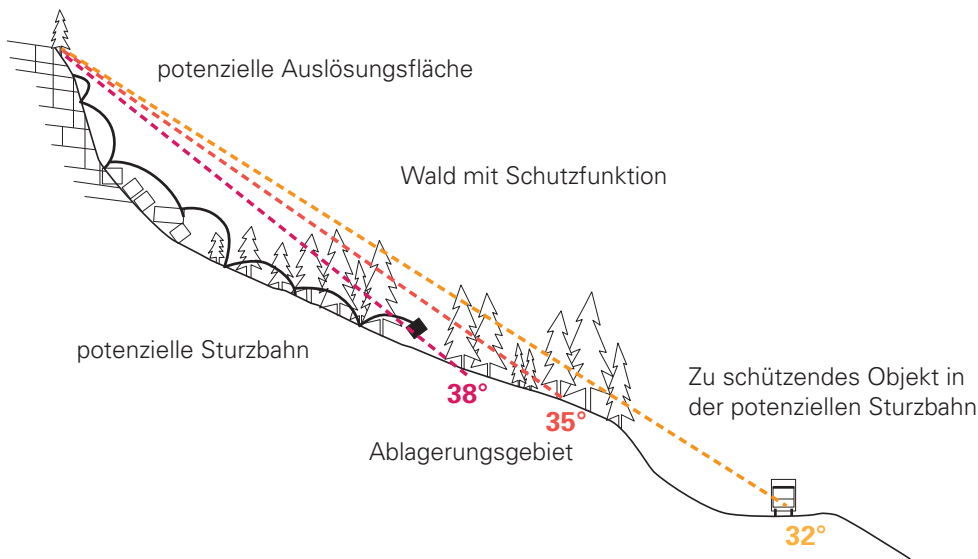 potenzielle Auslösungsfläche
Wald mit Schutzfunktion
potenzielle Sturzbahn
Zu schützendes Objekt in
der potenziellen Sturzbahn
38°
35°
Ablagerungsgebiet
32°